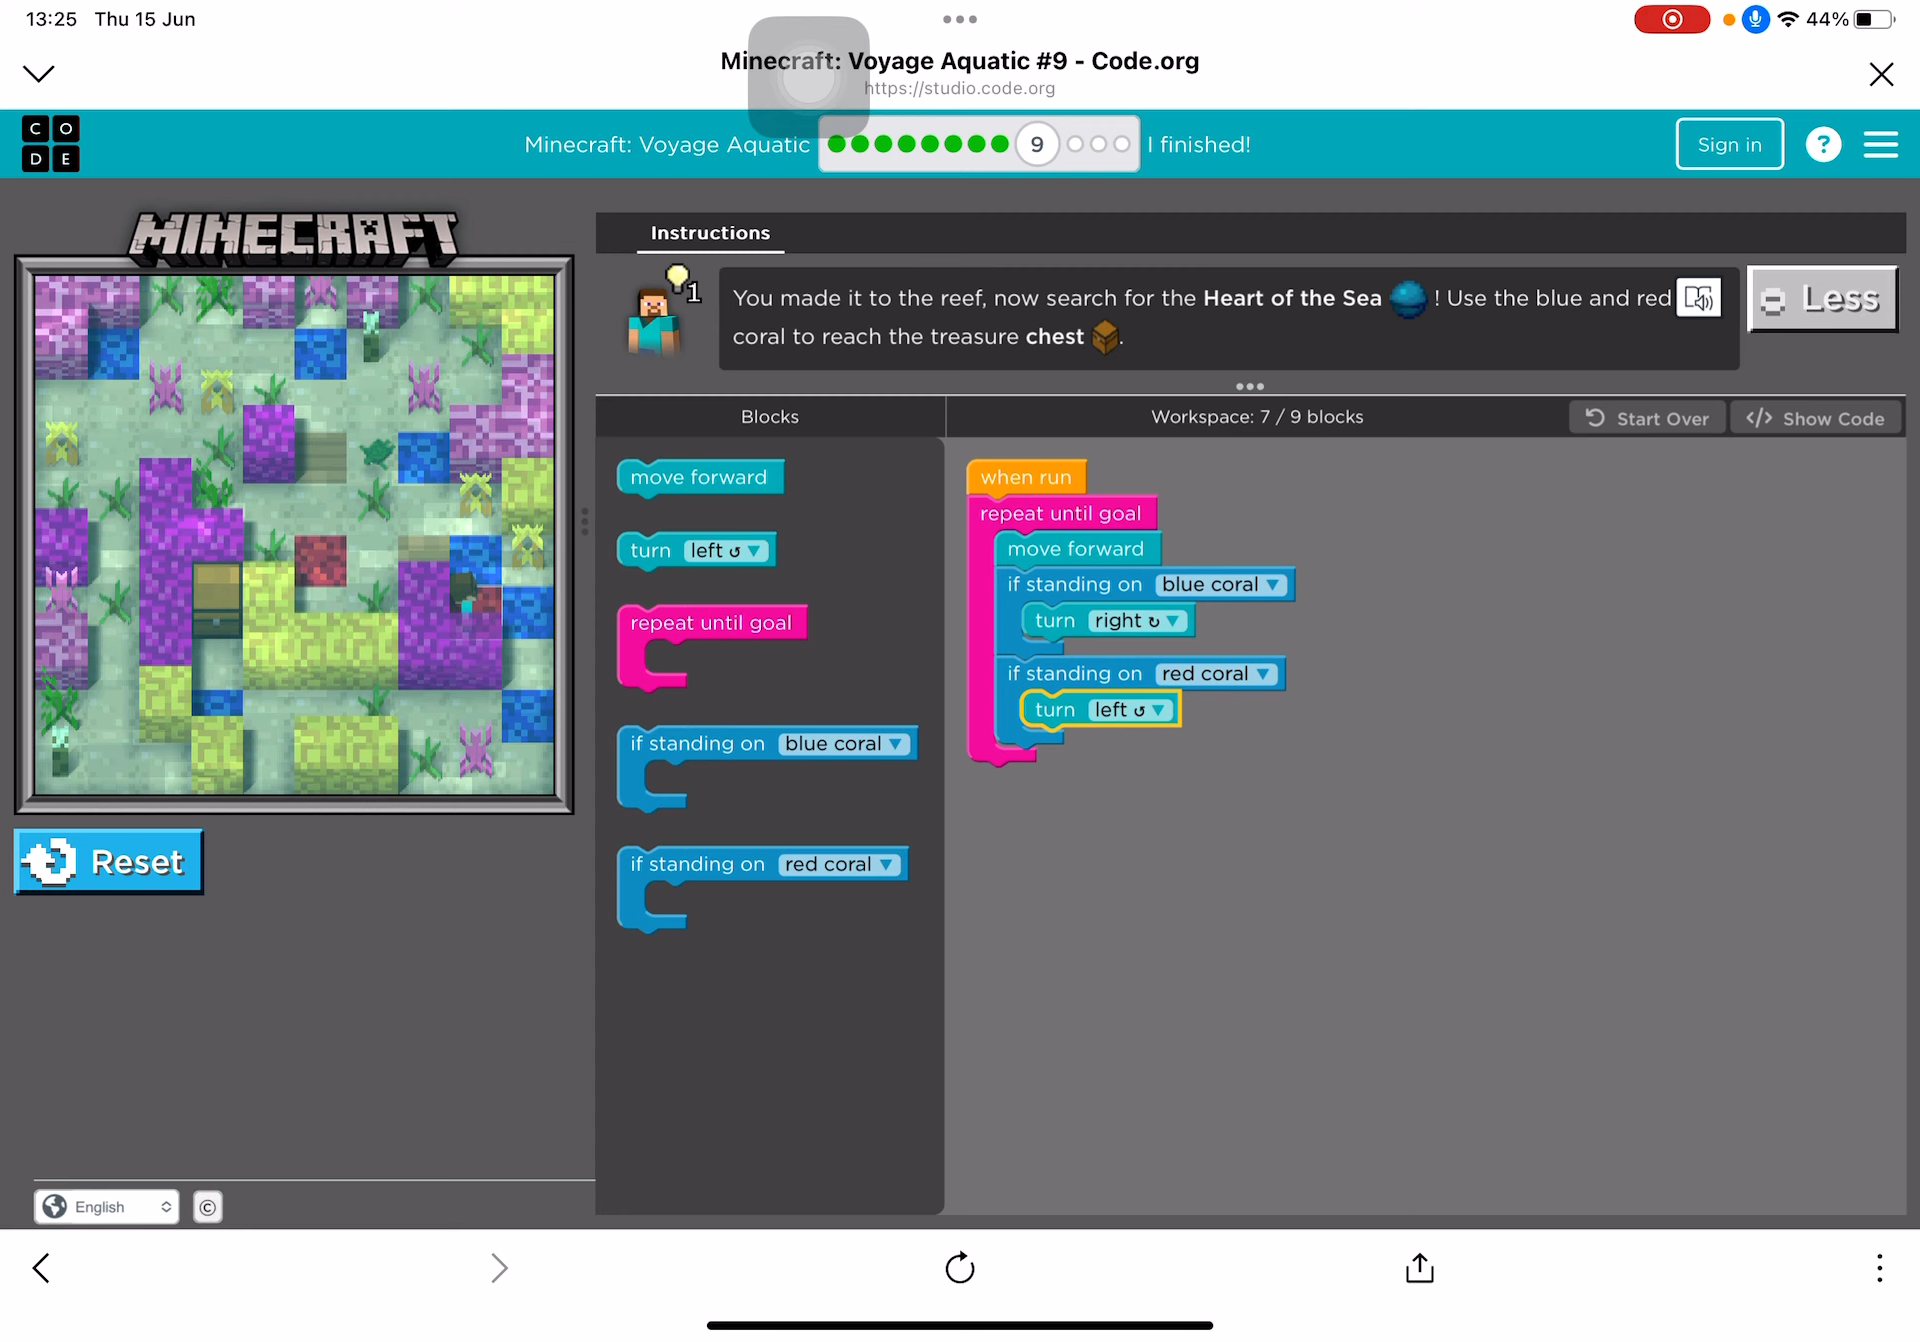 13:25 Thu 15 Jun
44%
Minecraft: Voyage Aquatic #9 - Code.org
https://studio.code.org
C O
D E
Minecraft: Voyage Aquatic
9
I finished!
Sign in
?
MINECRAFT
Instructions
1
You made it to the reef, now search for the Heart of the Sea ! Use the blue and red
coral to reach the treasure chest .
Less
Blocks
Workspace: 7 / 9 blocks
Start Over
</> Show Code
move forward
turn left ↺ ▼
repeat until goal
if standing on blue coral ▼
if standing on red coral ▼
when run
repeat until goal
move forward
if standing on blue coral ▼
turn right ↻ ▼
if standing on red coral ▼
turn left ↺ ▼
Reset
English
©